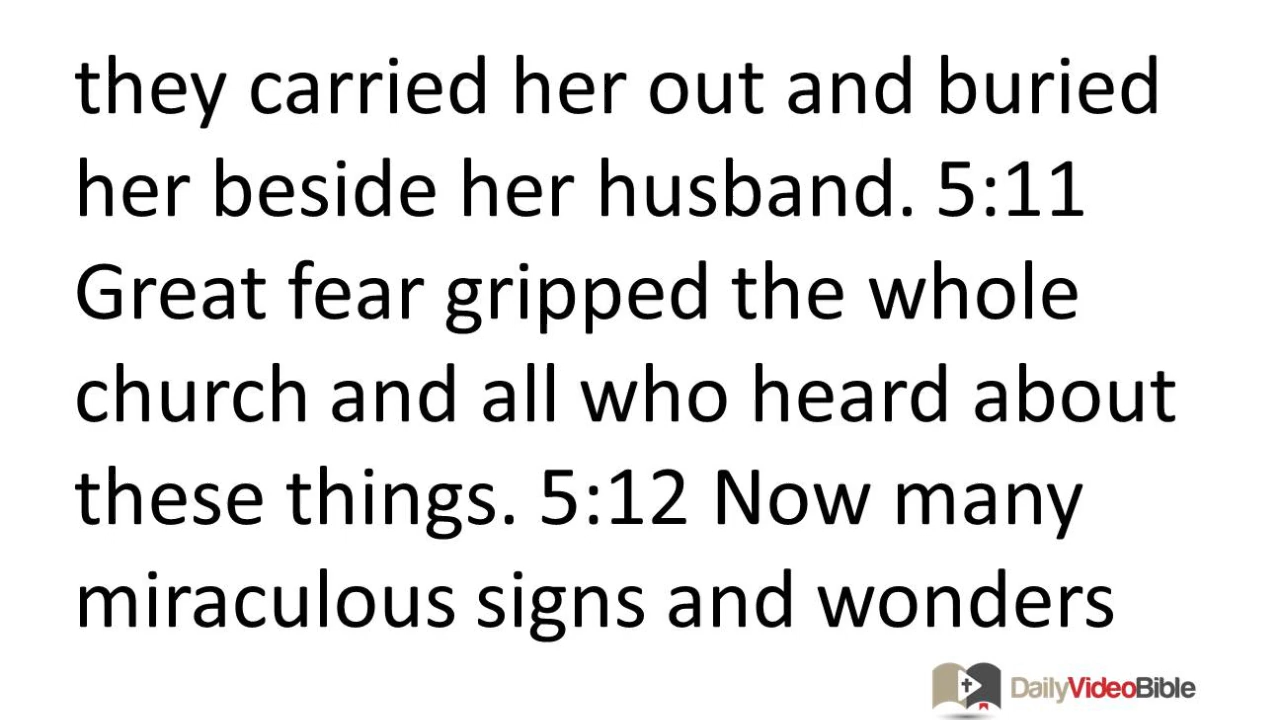 they carried her out and buried
her beside her husband. 5:11
Great fear gripped the whole
church and all who heard about
these things. 5:12 Now many
miraculous signs and wonders
DailyVideoBible